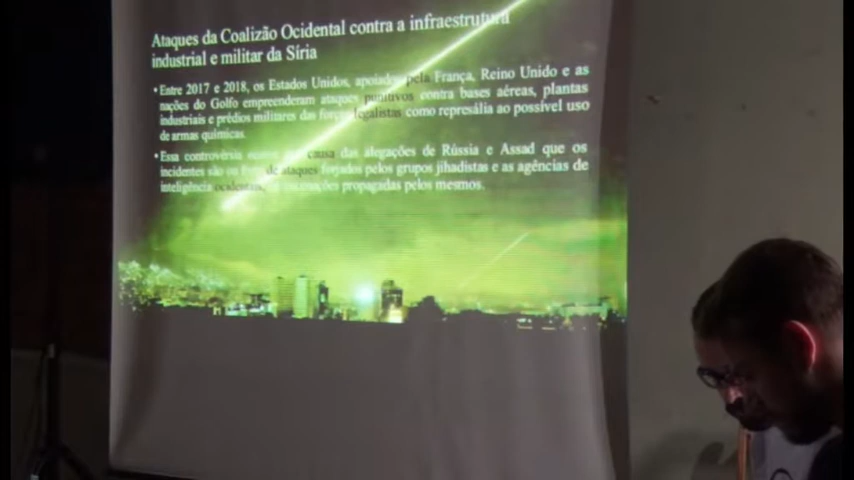 Ataques da Coalizão Ocidental contra a infraestrutura
industrial e militar da Síria
•Entre 2017 e 2018, os Estados Unidos, apoiados pela França, Reino Unido e as
nações do Golfo empreenderam ataques punitivos contra bases aéreas, plantas
industriais e prédios militares das forças legalistas como represália ao possível uso
de armas químicas.
•Essa controvérsia causa das alegações de Rússia e Assad que os
incidentes são de ataques forjados pelos grupos jihadistas e as agências de
inteligência ocidentais, encenações propagadas pelos mesmos.